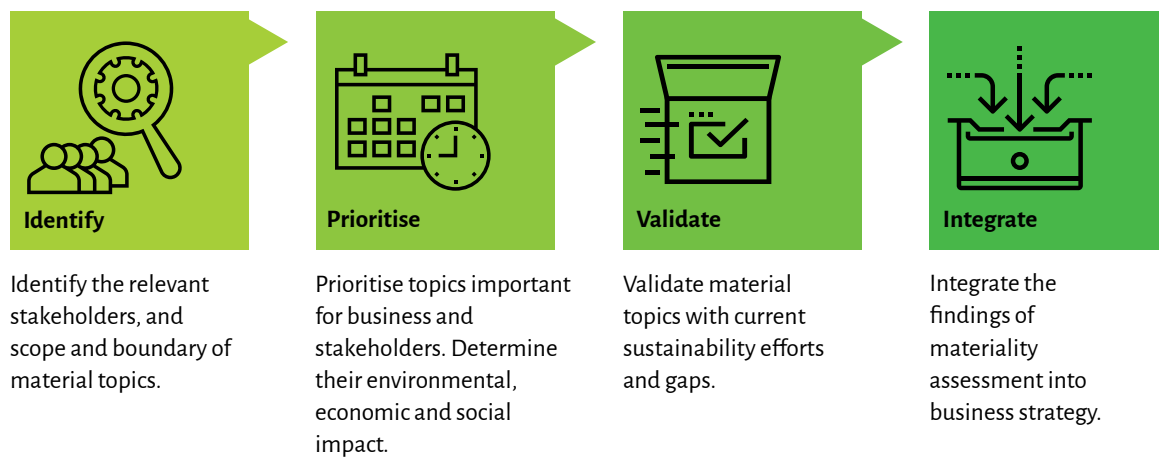 Identify
Identify the relevant
stakeholders, and
scope and boundary of
material topics.
Prioritise
Prioritise topics important
for business and
stakeholders. Determine
their environmental,
economic and social
impact.
Validate
Validate material
topics with current
sustainability efforts
and gaps.
Integrate
Integrate the
findings of
materiality
assessment into
business strategy.